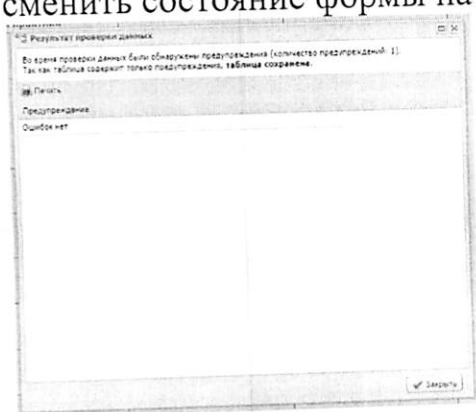 сменить состояние формы на
Результат проверки данных
Во время проверки данных были обнаружены предупреждения (количество предупреждений: 1).
Так как таблица содержит только предупреждения, таблица сохранена.
Печать
Предупреждение
Ошибок нет
Закрыть